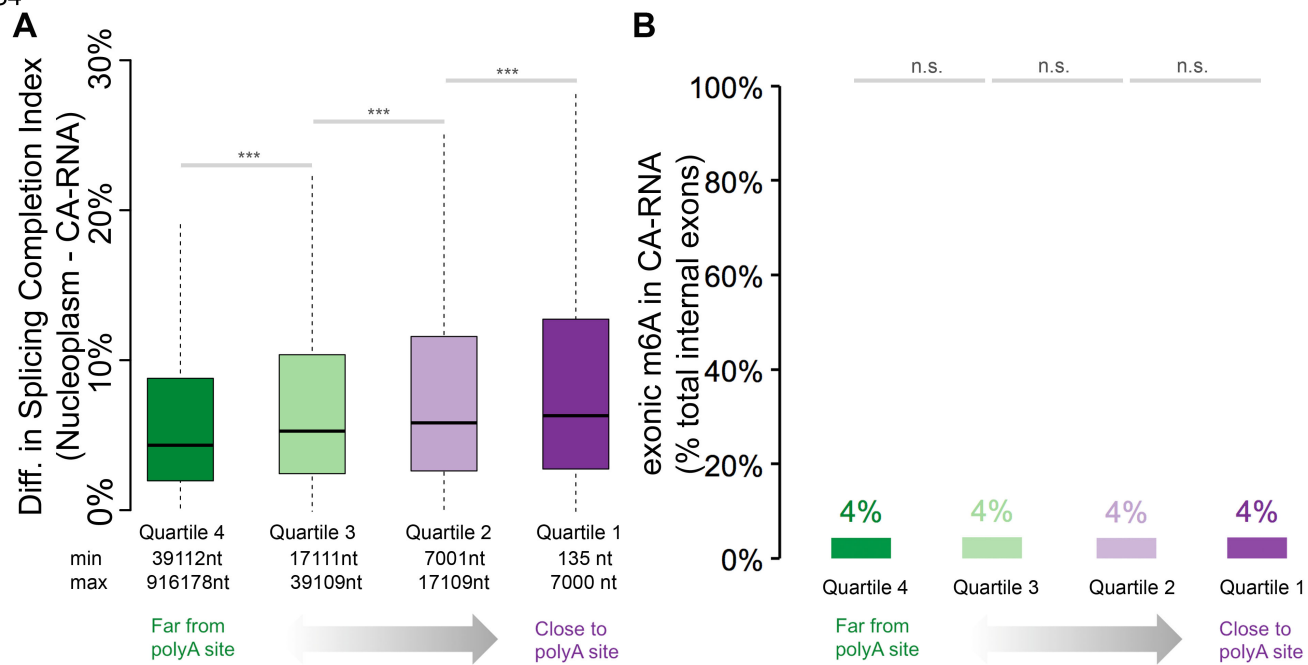 A
Diff. in Splicing Completion Index
(Nucleoplasm - CA-RNA)
30%
20%
10%
0%
***
***
***
Quartile 4 Quartile 3 Quartile 2 Quartile 1
min 39112nt 17111nt 7001nt 135 nt
max 916178nt 39109nt 17109nt 7000 nt
Far from
polyA site
Close to
polyA site
B
exonic m6A in CA-RNA
(% total internal exons)
100%
80%
60%
40%
20%
0%
n.s. n.s. n.s.
4% 4% 4% 4%
Quartile 4 Quartile 3 Quartile 2 Quartile 1
Far from
polyA site
Close to
polyA site